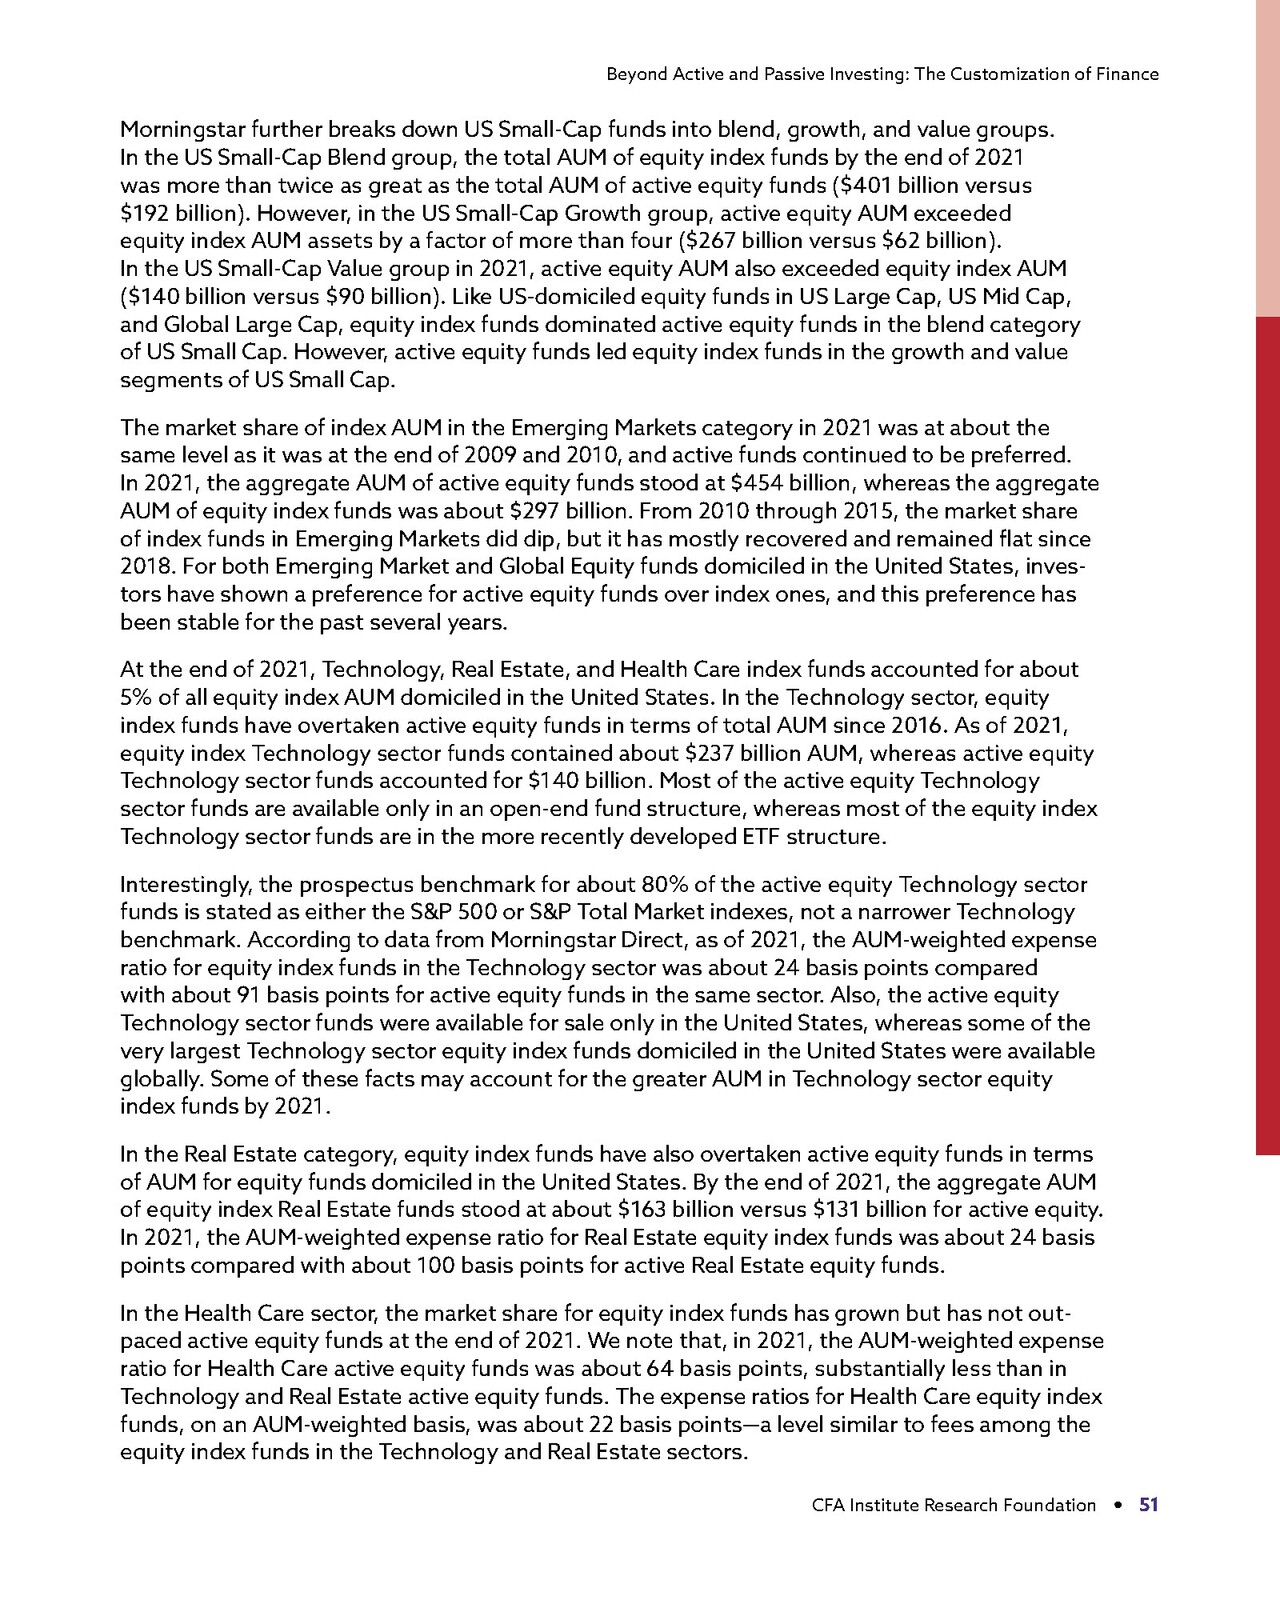 Beyond Active and Passive Investing: The Customization of Finance
Morningstar further breaks down US Small-Cap funds into blend, growth, and value groups.
In the US Small-Cap Blend group, the total AUM of equity index funds by the end of 2021
was more than twice as great as the total AUM of active equity funds ($401 billion versus
$192 billion). However, in the US Small-Cap Growth group, active equity AUM exceeded
equity index AUM assets by a factor of more than four ($267 billion versus $62 billion).
In the US Small-Cap Value group in 2021, active equity AUM also exceeded equity index AUM
($140 billion versus $90 billion). Like US-domiciled equity funds in US Large Cap, US Mid Cap,
and Global Large Cap, equity index funds dominated active equity funds in the blend category
of US Small Cap. However, active equity funds led equity index funds in the growth and value
segments of US Small Cap.
The market share of index AUM in the Emerging Markets category in 2021 was at about the
same level as it was at the end of 2009 and 2010, and active funds continued to be preferred.
In 2021, the aggregate AUM of active equity funds stood at $454 billion, whereas the aggregate
AUM of equity index funds was about $297 billion. From 2010 through 2015, the market share
of index funds in Emerging Markets did dip, but it has mostly recovered and remained flat since
2018. For both Emerging Market and Global Equity funds domiciled in the United States, inves-
tors have shown a preference for active equity funds over index ones, and this preference has
been stable for the past several years.
At the end of 2021, Technology, Real Estate, and Health Care index funds accounted for about
5% of all equity index AUM domiciled in the United States. In the Technology sector, equity
index funds have overtaken active equity funds in terms of total AUM since 2016. As of 2021,
equity index Technology sector funds contained about $237 billion AUM, whereas active equity
Technology sector funds accounted for $140 billion. Most of the active equity Technology
sector funds are available only in an open-end fund structure, whereas most of the equity index
Technology sector funds are in the more recently developed ETF structure.
Interestingly, the prospectus benchmark for about 80% of the active equity Technology sector
funds is stated as either the S&P 500 or S&P Total Market indexes, not a narrower Technology
benchmark. According to data from Morningstar Direct, as of 2021, the AUM-weighted expense
ratio for equity index funds in the Technology sector was about 24 basis points compared
with about 91 basis points for active equity funds in the same sector. Also, the active equity
Technology sector funds were available for sale only in the United States, whereas some of the
very largest Technology sector equity index funds domiciled in the United States were available
globally. Some of these facts may account for the greater AUM in Technology sector equity
index funds by 2021.
In the Real Estate category, equity index funds have also overtaken active equity funds in terms
of AUM for equity funds domiciled in the United States. By the end of 2021, the aggregate AUM
of equity index Real Estate funds stood at about $163 billion versus $131 billion for active equity.
In 2021, the AUM-weighted expense ratio for Real Estate equity index funds was about 24 basis
points compared with about 100 basis points for active Real Estate equity funds.
In the Health Care sector, the market share for equity index funds has grown but has not out-
paced active equity funds at the end of 2021. We note that, in 2021, the AUM-weighted expense
ratio for Health Care active equity funds was about 64 basis points, substantially less than in
Technology and Real Estate active equity funds. The expense ratios for Health Care equity index
funds, on an AUM-weighted basis, was about 22 basis points—a level similar to fees among the
equity index funds in the Technology and Real Estate sectors.
CFA Institute Research Foundation • 51